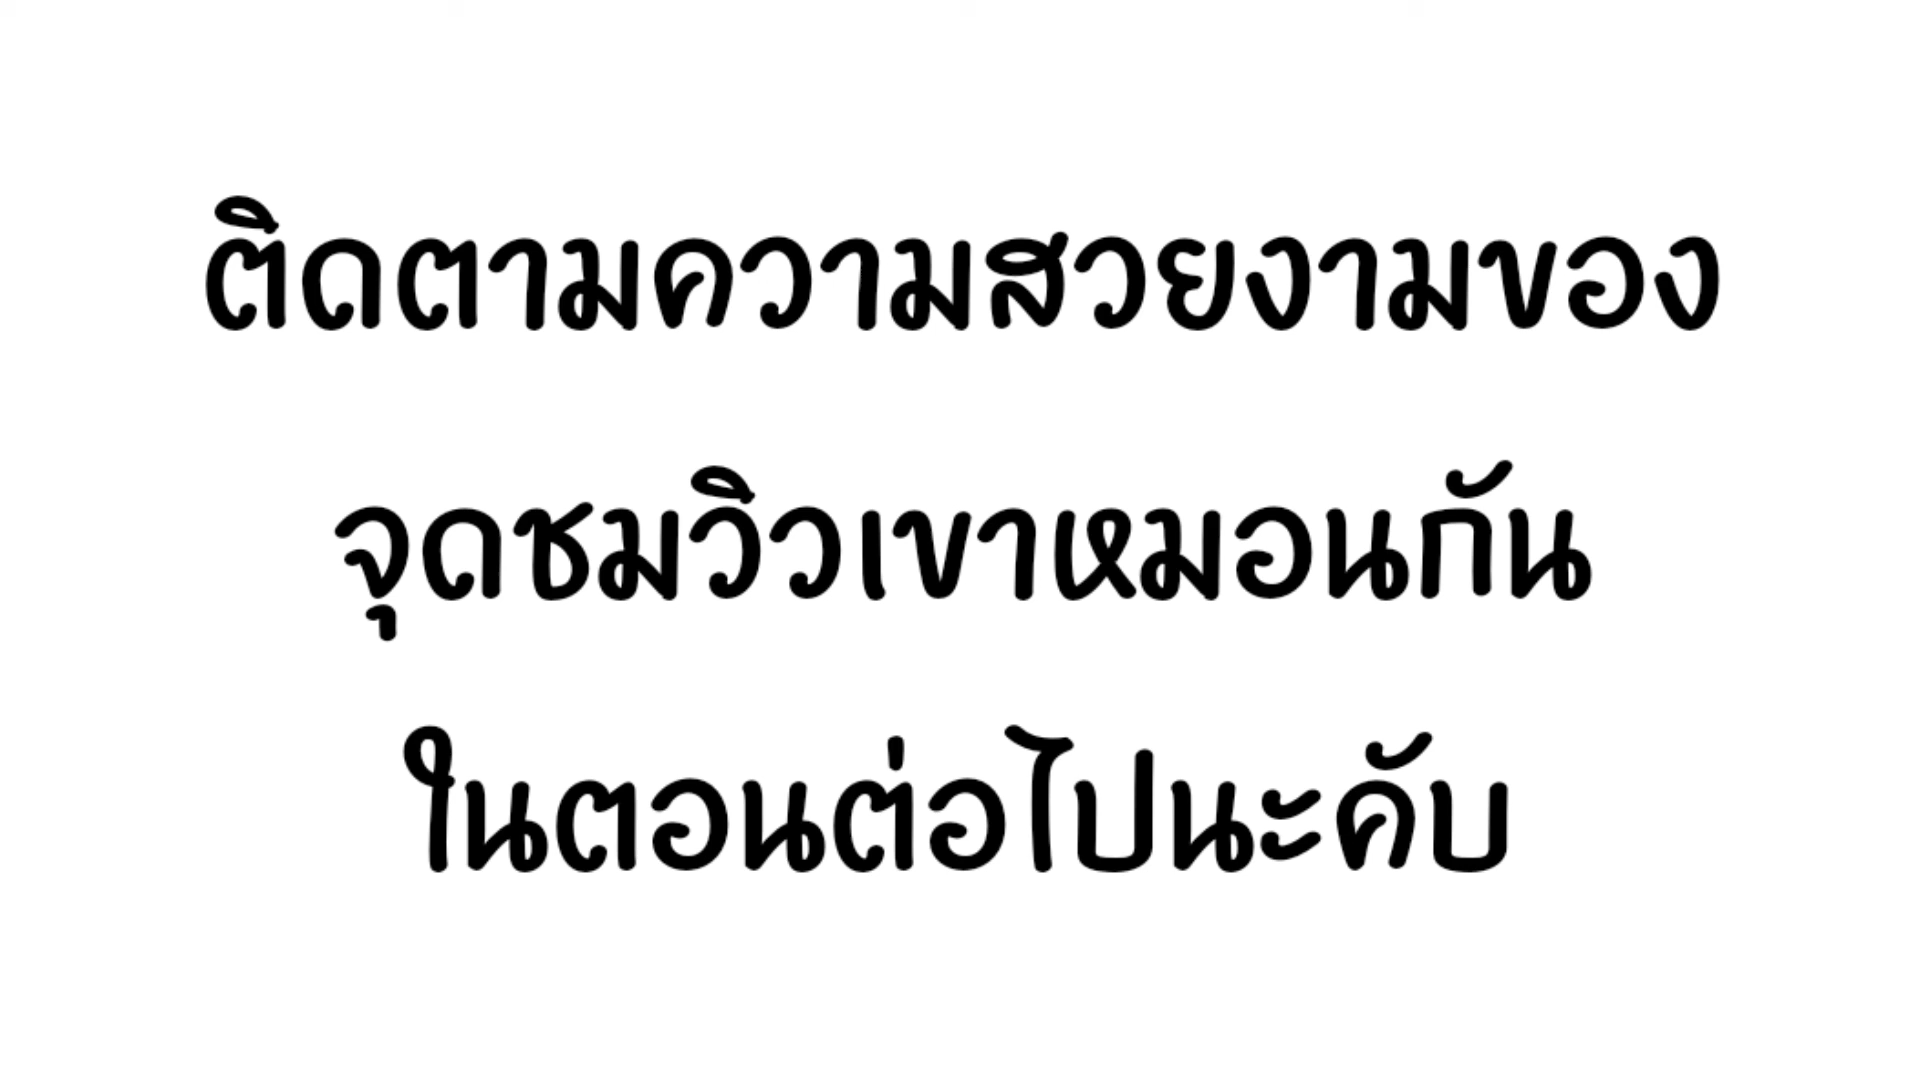 ติดตามความสวยงามของ
จุดชมวิวเขาหมอนกัน
ในตอนต่อไปนะคับ